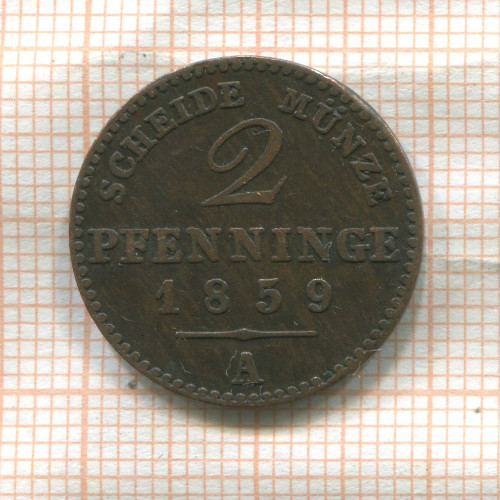 SCHEIDE MÜNZE
2
PFENNINGE
1859
A